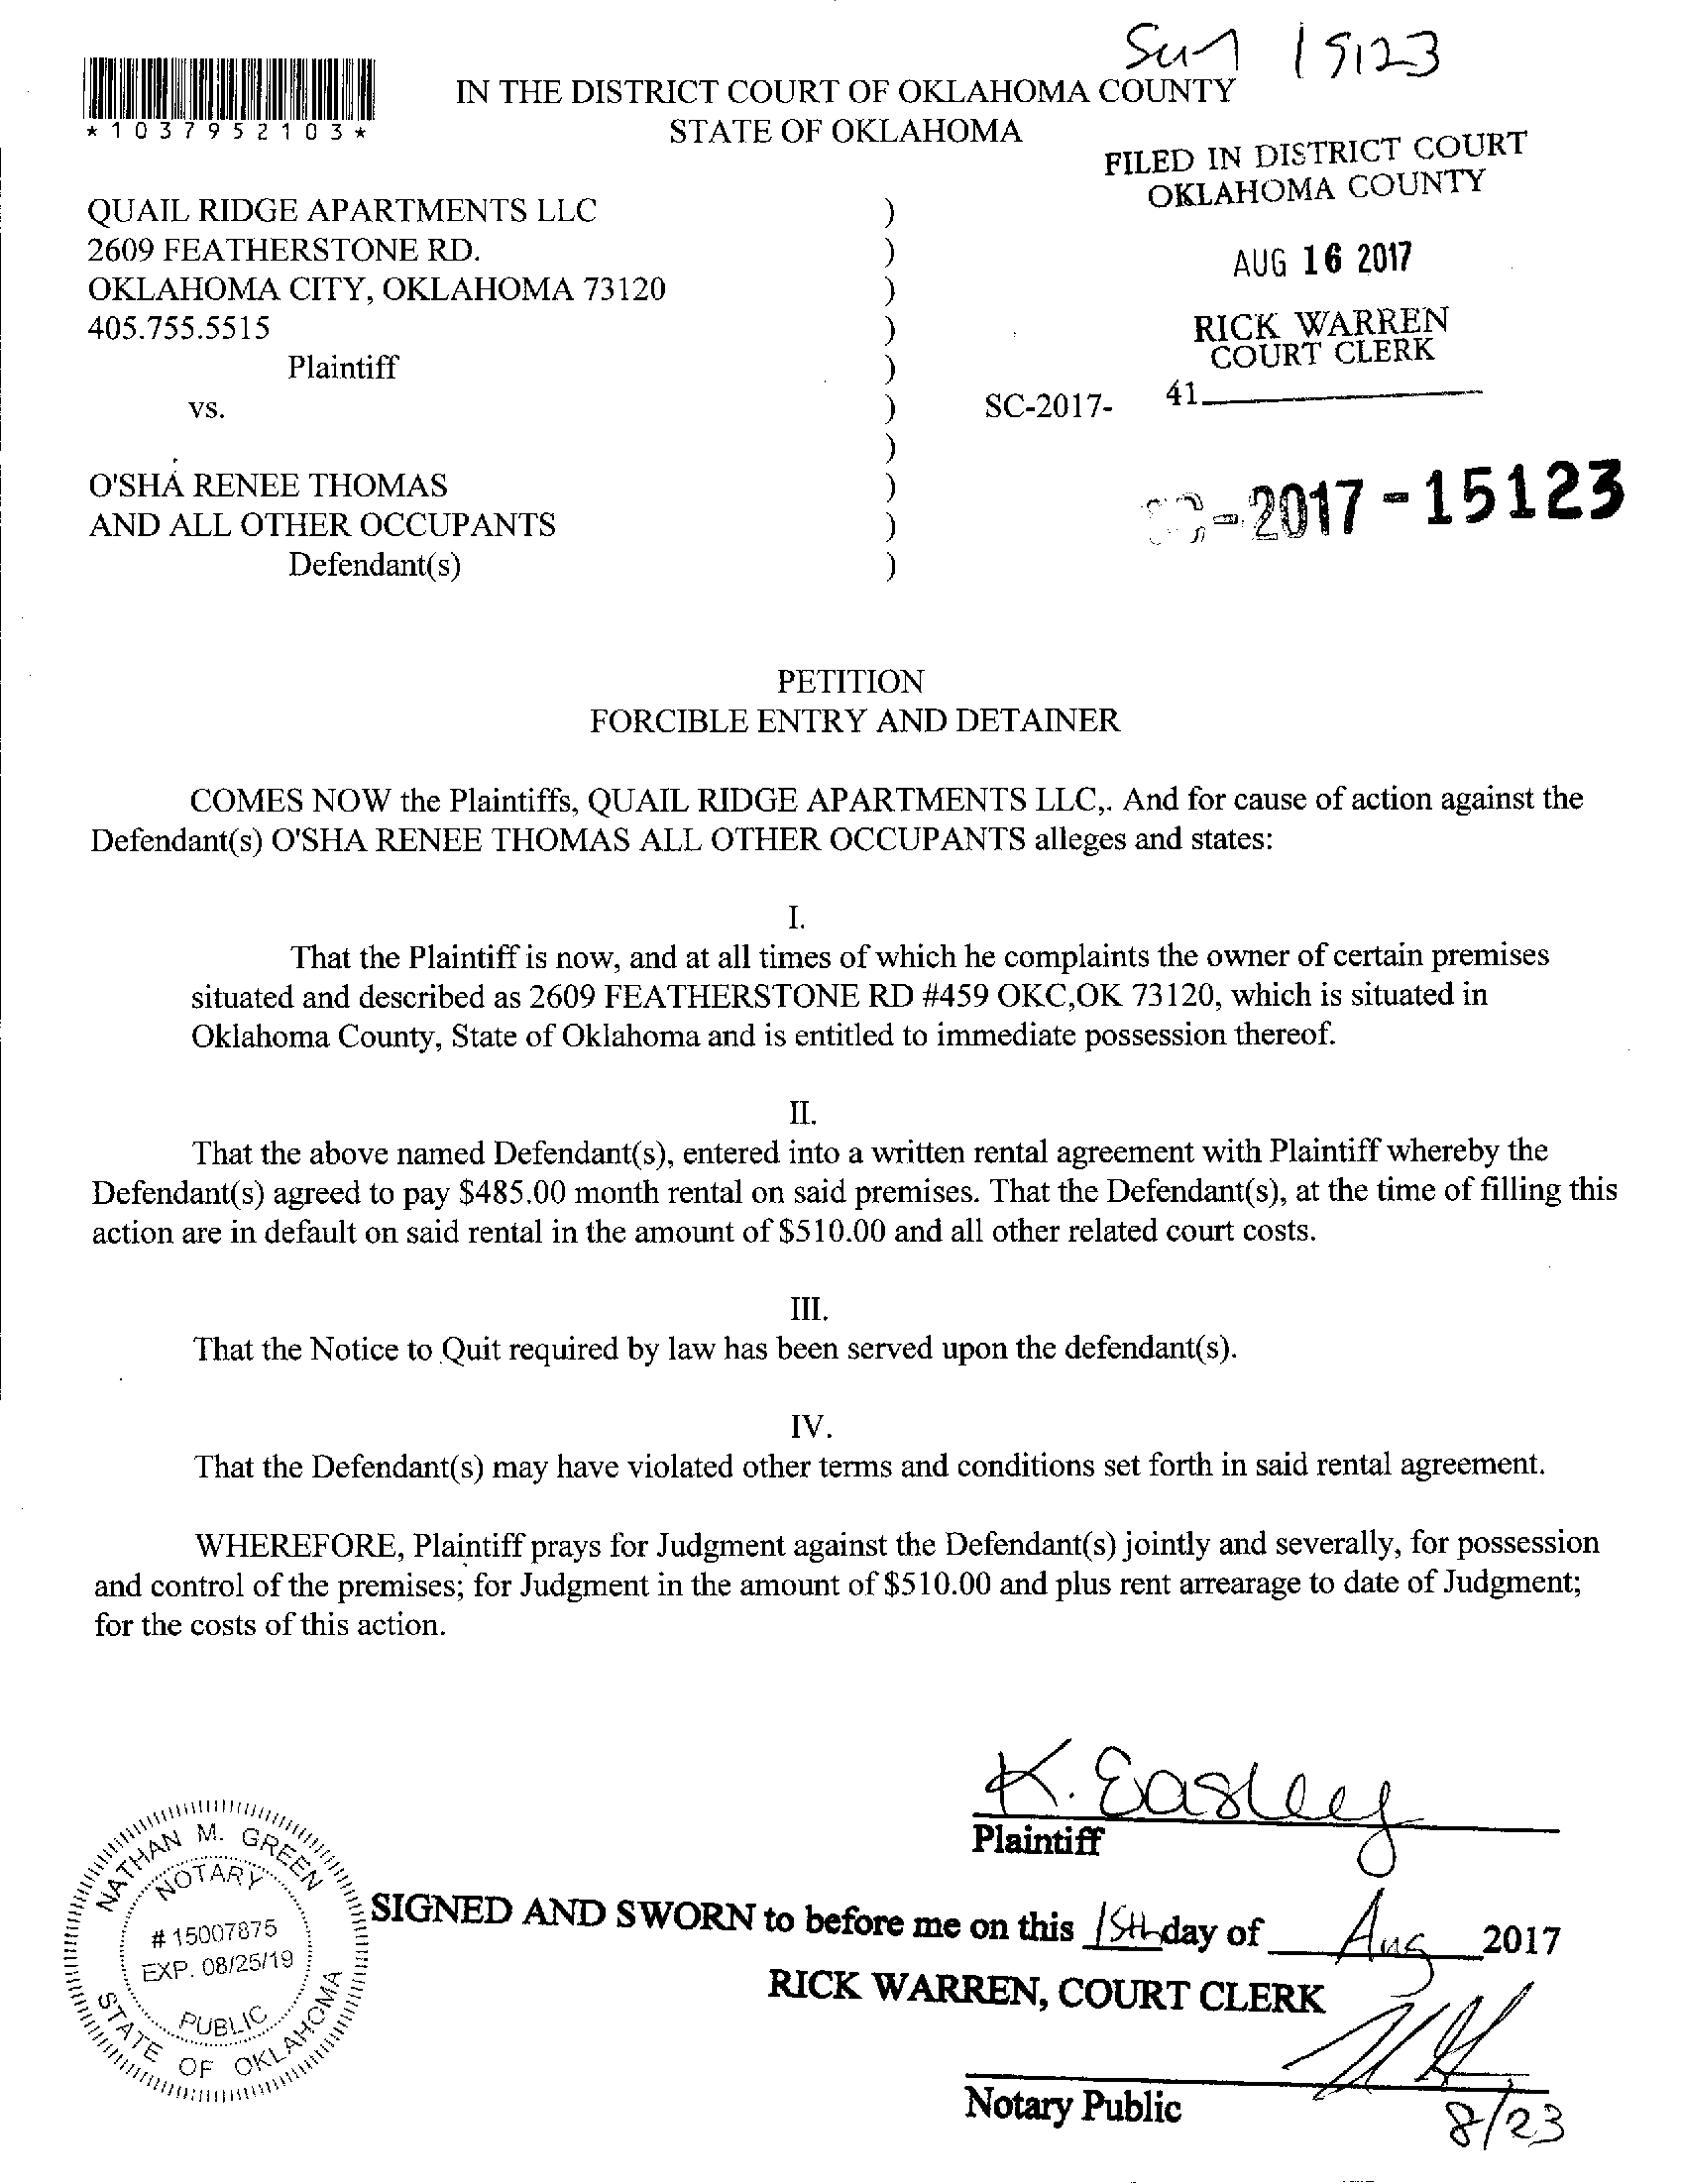 Sum 15123
*1037952103*
IN THE DISTRICT COURT OF OKLAHOMA COUNTY
STATE OF OKLAHOMA
FILED IN DISTRICT COURT
OKLAHOMA COUNTY
AUG 16 2017
RICK WARREN
COURT CLERK
41
QUAIL RIDGE APARTMENTS LLC )
2609 FEATHERSTONE RD. )
OKLAHOMA CITY, OKLAHOMA 73120 )
405.755.5515 )
Plaintiff )
vs. ) SC-2017-
)
O'SHA RENEE THOMAS )
AND ALL OTHER OCCUPANTS )
Defendant(s) )
SC-2017-15123
PETITION
FORCIBLE ENTRY AND DETAINER
COMES NOW the Plaintiffs, QUAIL RIDGE APARTMENTS LLC,. And for cause of action against the
Defendant(s) O'SHA RENEE THOMAS ALL OTHER OCCUPANTS alleges and states:
I.
That the Plaintiff is now, and at all times of which he complaints the owner of certain premises
situated and described as 2609 FEATHERSTONE RD #459 OKC,OK 73120, which is situated in
Oklahoma County, State of Oklahoma and is entitled to immediate possession thereof.
II.
That the above named Defendant(s), entered into a written rental agreement with Plaintiff whereby the
Defendant(s) agreed to pay $485.00 month rental on said premises. That the Defendant(s), at the time of filling this
action are in default on said rental in the amount of $510.00 and all other related court costs.
III.
That the Notice to Quit required by law has been served upon the defendant(s).
IV.
That the Defendant(s) may have violated other terms and conditions set forth in said rental agreement.
WHEREFORE, Plaintiff prays for Judgment against the Defendant(s) jointly and severally, for possession
and control of the premises; for Judgment in the amount of $510.00 and plus rent arrearage to date of Judgment;
for the costs of this action.
K. Easley
Plaintiff
NATHAN M. GREEN
NOTARY
# 15007875
EXP. 08/25/19
PUBLIC
STATE OF OKLAHOMA
SIGNED AND SWORN to before me on this 15th day of Aug 2017
RICK WARREN, COURT CLERK
Notary Public
8/23